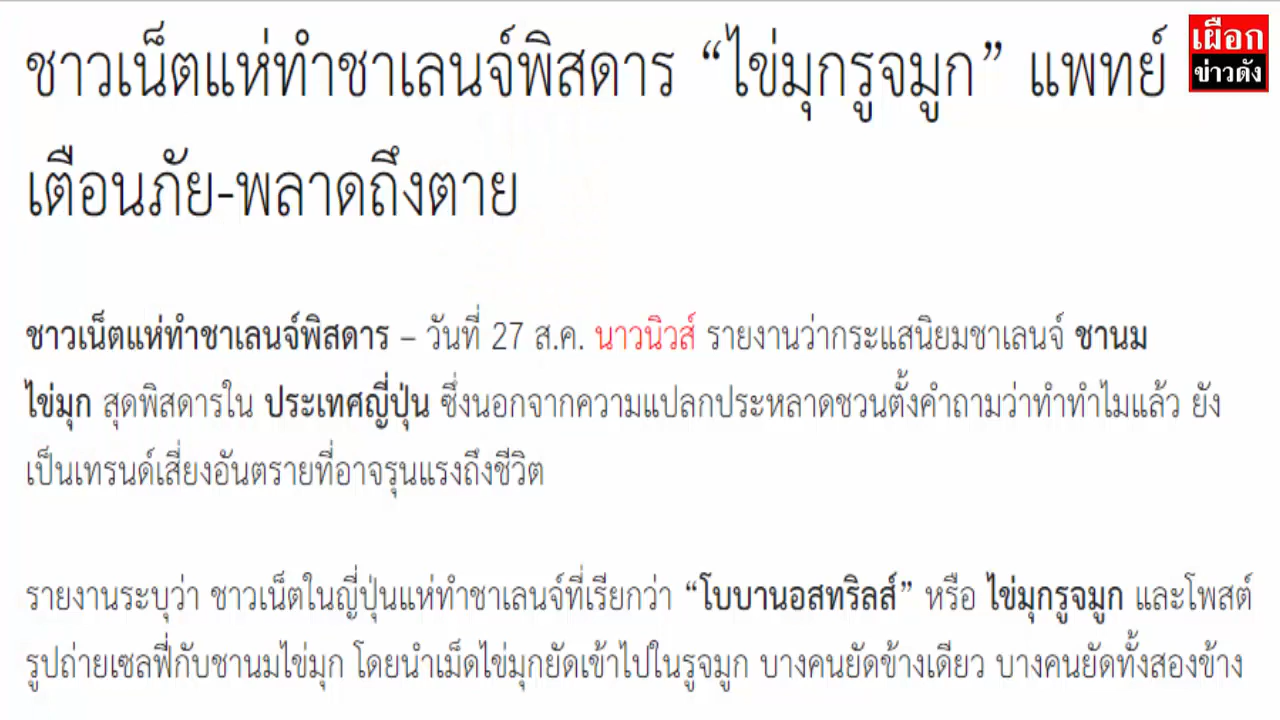 ชาวเน็ตแห่ทำชาเลนจ์พิสดาร “ไข่มุกรูจมูก” แพทย์
เตือนภัย-พลาดถึงตาย
เผือก
ข่าวดัง
ชาวเน็ตแห่ทำชาเลนจ์พิสดาร – วันที่ 27 ส.ค. นาวนิวส์ รายงานว่ากระแสนิยมชาเลนจ์ ชานม
ไข่มุก สุดพิสดารใน ประเทศญี่ปุ่น ซึ่งนอกจากความแปลกประหลาดชวนตั้งคำถามว่าทำทำไมแล้ว ยัง
เป็นเทรนด์เสี่ยงอันตรายที่อาจรุนแรงถึงชีวิต
รายงานระบุว่า ชาวเน็ตในญี่ปุ่นแห่ทำชาเลนจ์ที่เรียกว่า “โบบานอสทริลส์” หรือ ไข่มุกรูจมูก และโพสต์
รูปถ่ายเซลฟี่กับชานมไข่มุก โดยนำเม็ดไข่มุกยัดเข้าไปในรูจมูก บางคนยัดข้างเดียว บางคนยัดทั้งสองข้าง